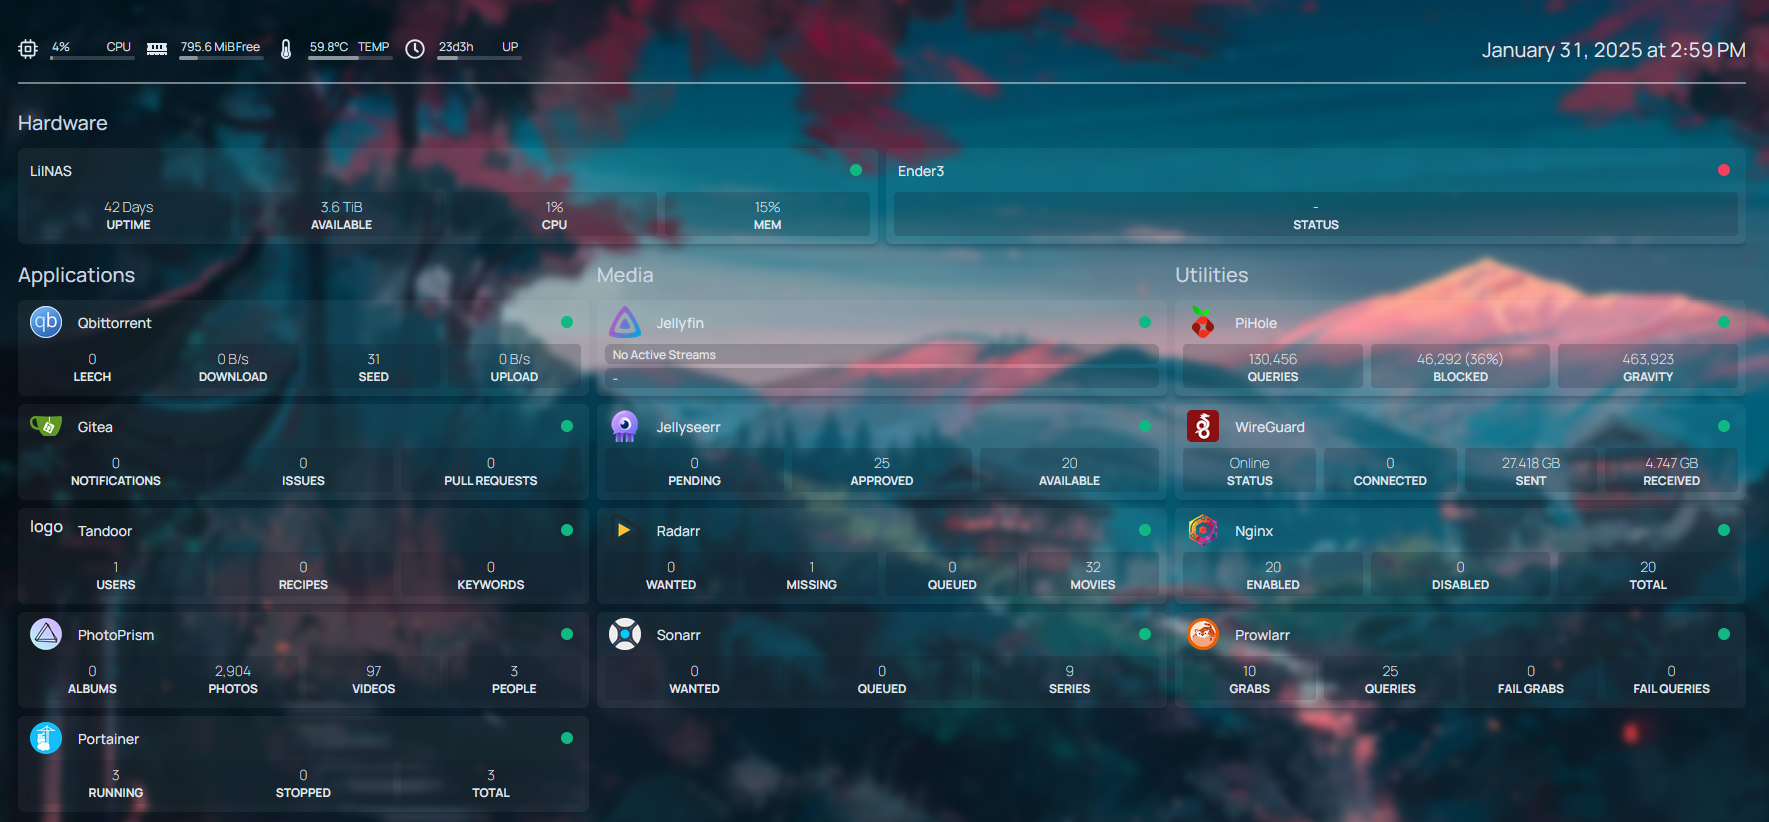 4% CPU 795.6 MiB Free 59.8°C TEMP 23d3h UP
January 31, 2025 at 2:59 PM
Hardware
LilNAS
42 Days 3.6 TiB 1% 15%
UPTIME AVAILABLE CPU MEM
Ender3
-
STATUS
Applications
qb Qbittorrent
0 0 B/s 31 0 B/s
LEECH DOWNLOAD SEED UPLOAD
Gitea
0 0 0
NOTIFICATIONS ISSUES PULL REQUESTS
logo Tandoor
1 0 0
USERS RECIPES KEYWORDS
PhotoPrism
0 2,904 97 3
ALBUMS PHOTOS VIDEOS PEOPLE
Portainer
3 0 3
RUNNING STOPPED TOTAL
Media
Jellyfin
No Active Streams
-
Jellyseerr
0 25 20
PENDING APPROVED AVAILABLE
Radarr
0 1 0 32
WANTED MISSING QUEUED MOVIES
Sonarr
0 0 9
WANTED QUEUED SERIES
Utilities
PiHole
130,456 46,292 (36%) 463,923
QUERIES BLOCKED GRAVITY
WireGuard
Online 0 27.418 GB 4.747 GB
STATUS CONNECTED SENT RECEIVED
Nginx
20 0 20
ENABLED DISABLED TOTAL
Prowlarr
10 25 0 0
GRABS QUERIES FAIL GRABS FAIL QUERIES